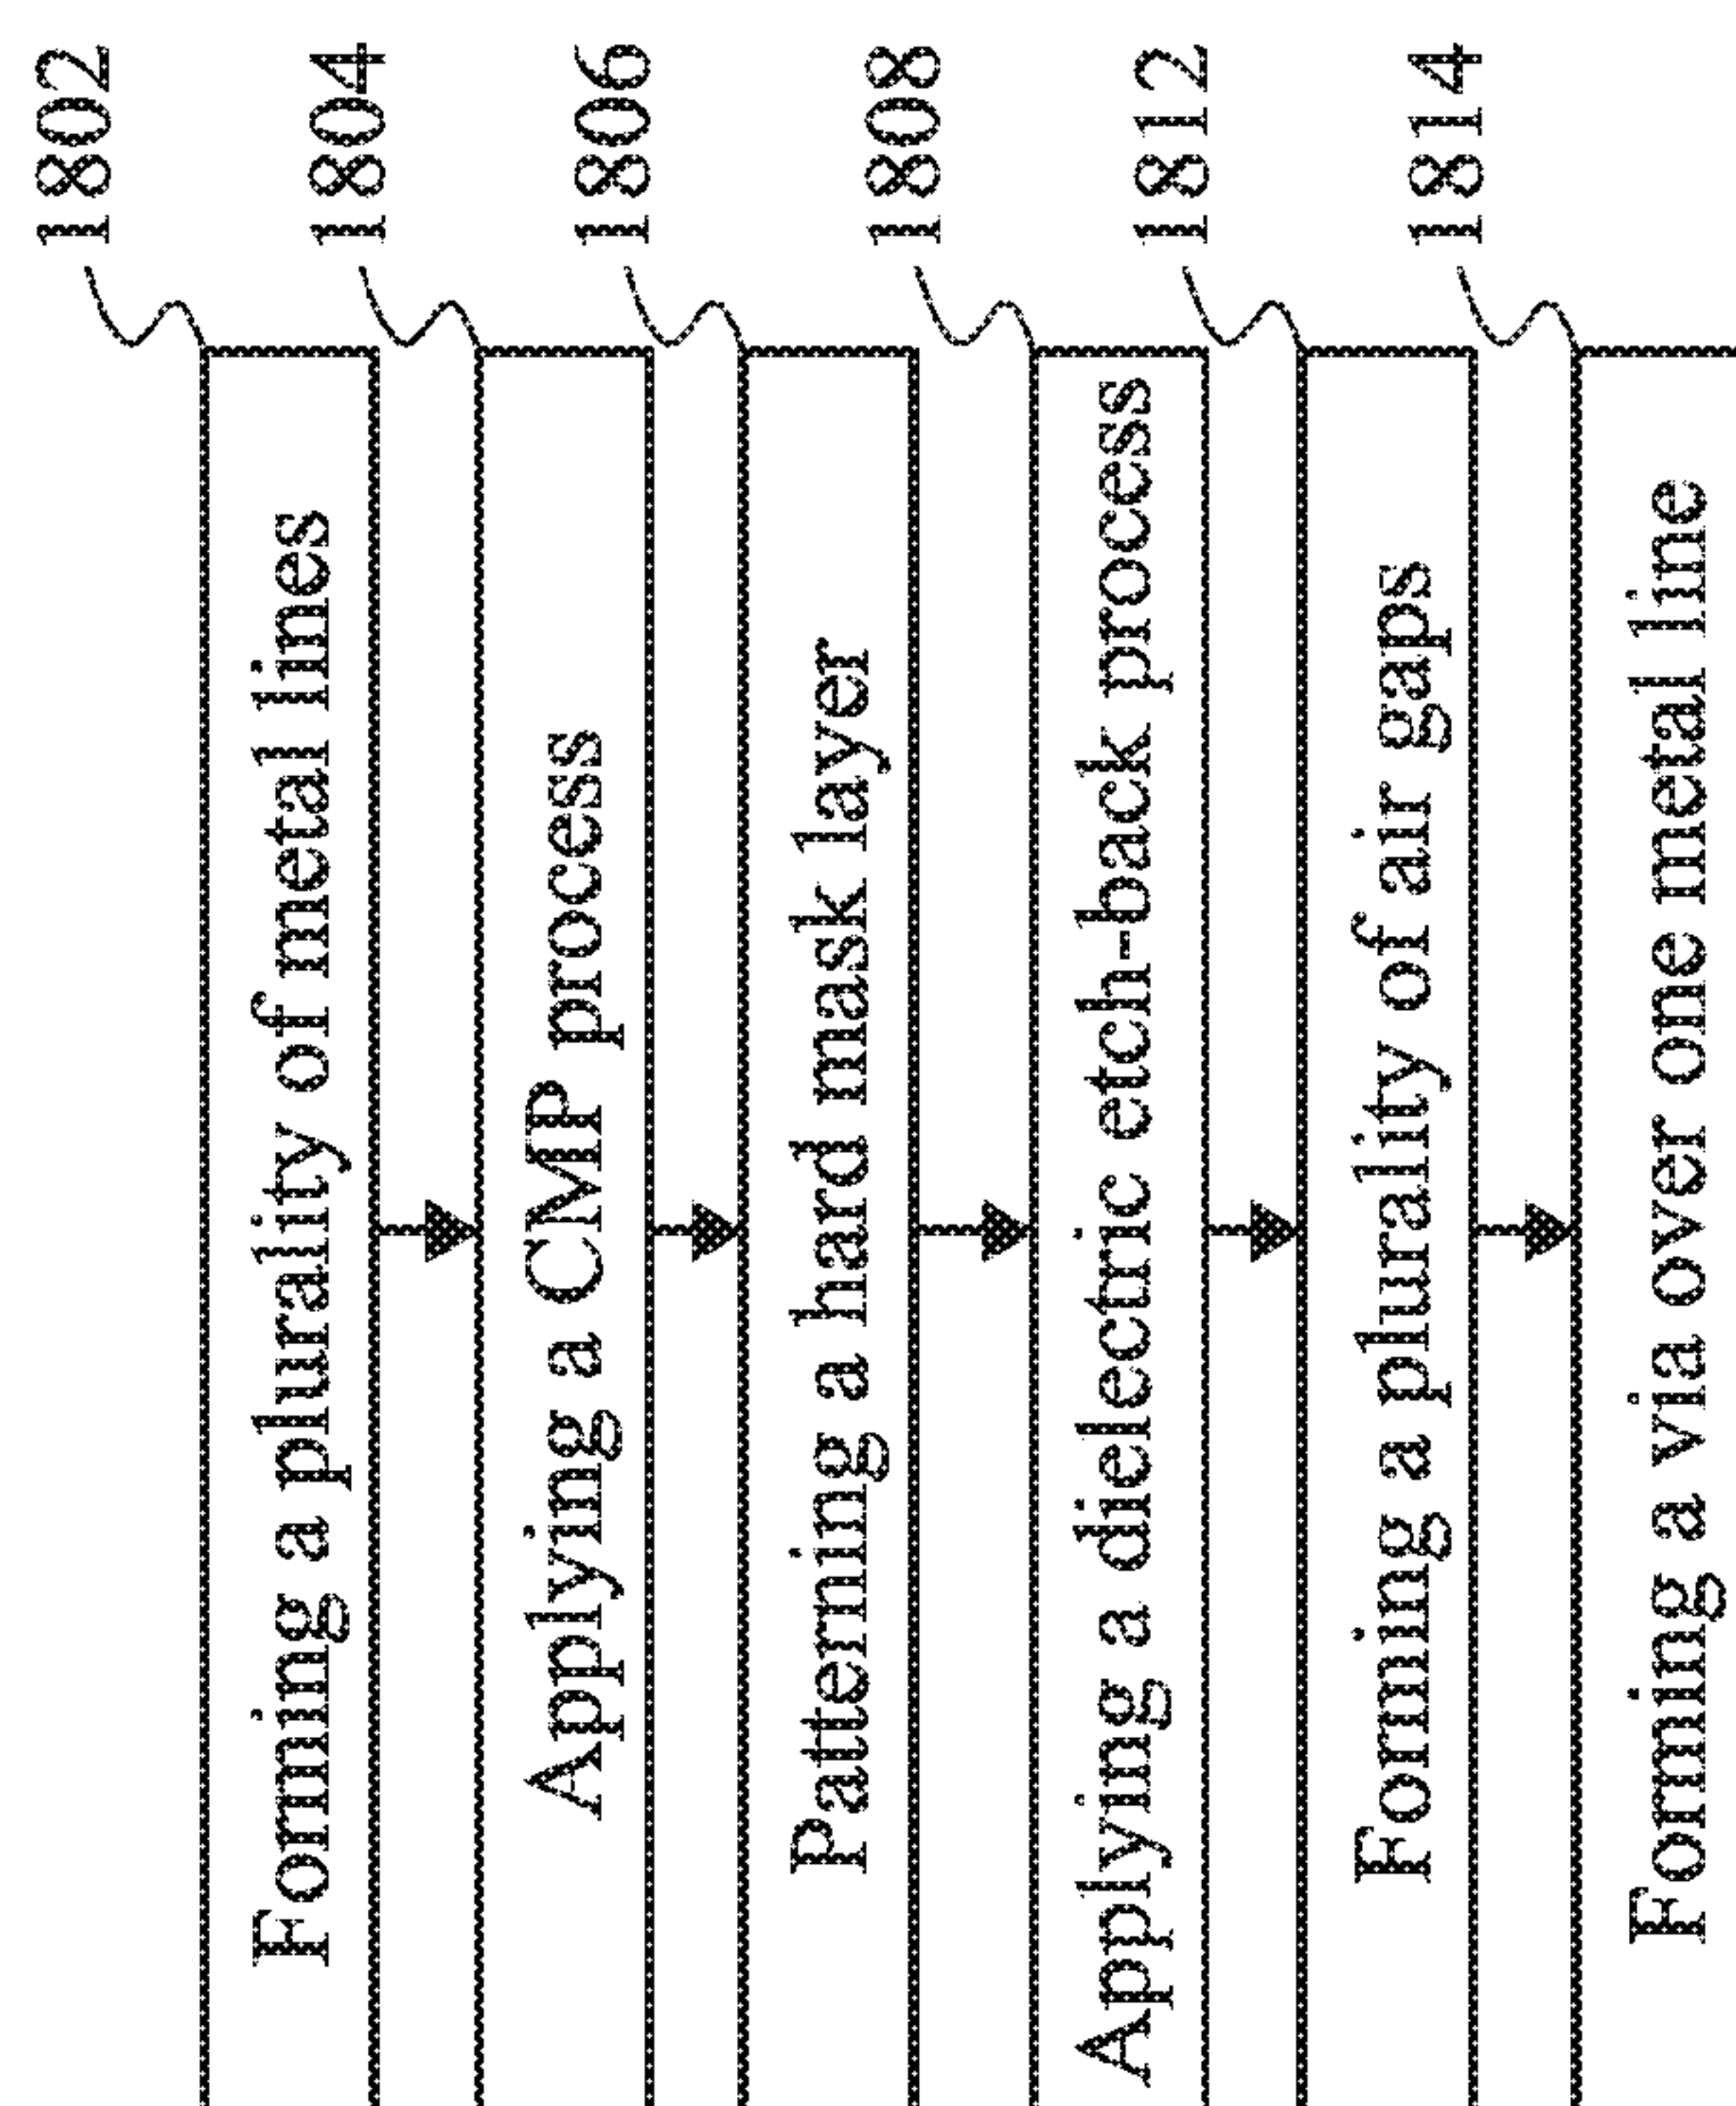 1802
Forming a plurality of metal lines
1804
Applying a CMP process
1806
Patterning a hard mask layer
1808
Applying a dielectric etch-back process
1812
Forming a plurality of air gaps
1814
Forming a via over one metal line